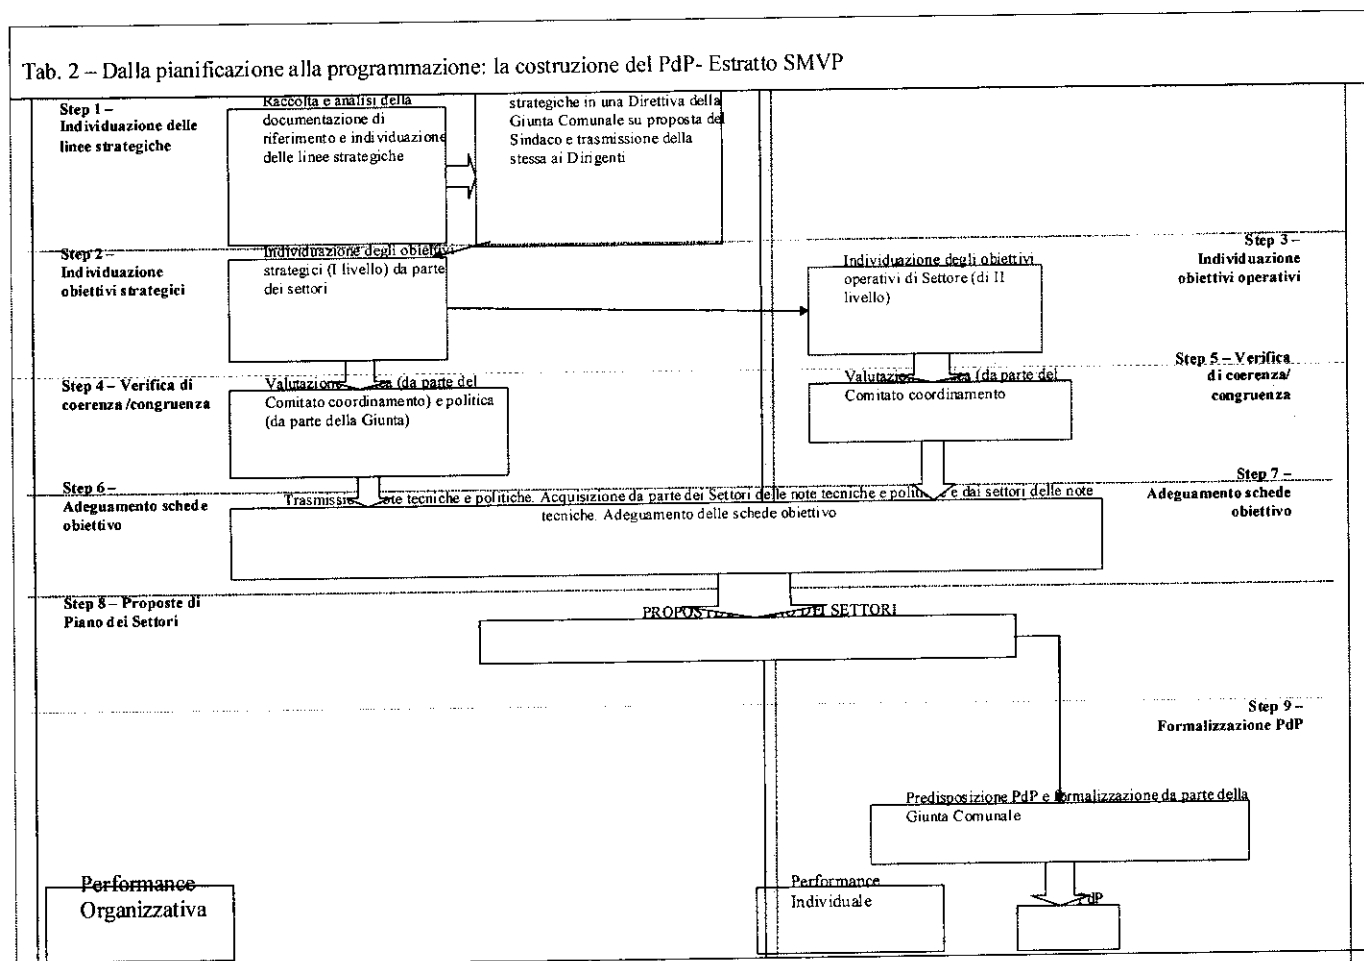 Tab. 2 – Dalla pianificazione alla programmazione: la costruzione del PdP- Estratto SMVP
Step 1 –
Individuazione delle
linee strategiche
Raccolta e analisi della
documentazione di
riferimento e individuazione
delle linee strategiche
strategiche in una Direttiva della
Giunta Comunale su proposta del
Sindaco e trasmissione della
stessa ai Dirigenti
Step 2 –
Individuazione
obiettivi strategici
Individuazione degli obiettivi
strategici (I livello) da parte
dei settori
Individuazione degli obiettivi
operativi di Settore (di II
livello)
Step 3 –
Individuazione
obiettivi operativi
Step 4 – Verifica di
coerenza /congruenza
Valutazione (da parte del
Comitato coordinamento) e politica
(da parte della Giunta)
(da parte del
Comitato coordinamento
Step 5 – Verifica
di coerenza/
congruenza
Step 6 –
Adeguamento schede
obiettivo
note tecniche e politiche. Acquisizione da parte dei Settori delle note tecniche e e dai settori delle note
tecniche. Adeguamento delle schede obiettivo
Step 7 –
Adeguamento schede
obiettivo
Step 8 – Proposte di
Piano dei Settori
DEI SETTORI
Step 9 –
Formalizzazione PdP
Predisposizione PdP e formalizzazione da parte della
Giunta Comunale
Performance
Organizzativa
Performance
Individuale
PdP